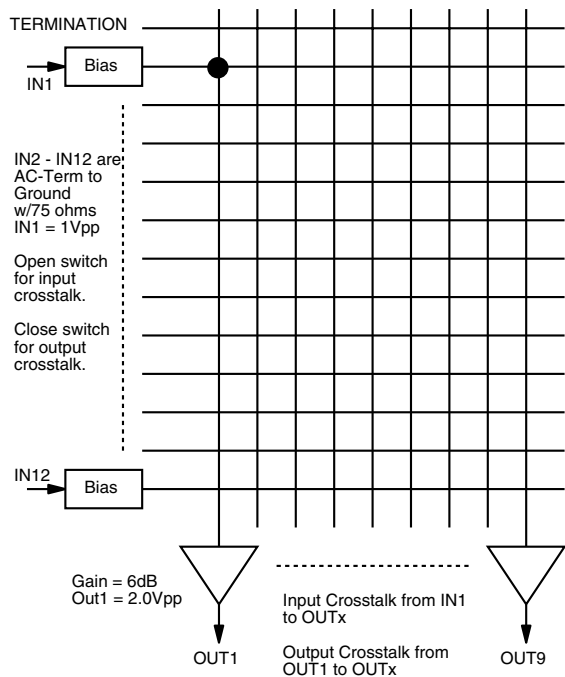 TERMINATION
Bias
IN1
IN2 - IN12 are
AC-Term to
Ground
w/75 ohms
IN1 = 1Vpp
Open switch
for input
crosstalk.
Close switch
for output
crosstalk.
IN12
Bias
Gain = 6dB
Out1 = 2.0Vpp
Input Crosstalk from IN1
to OUTx
OUT1
Output Crosstalk from
OUT1 to OUTx
OUT9